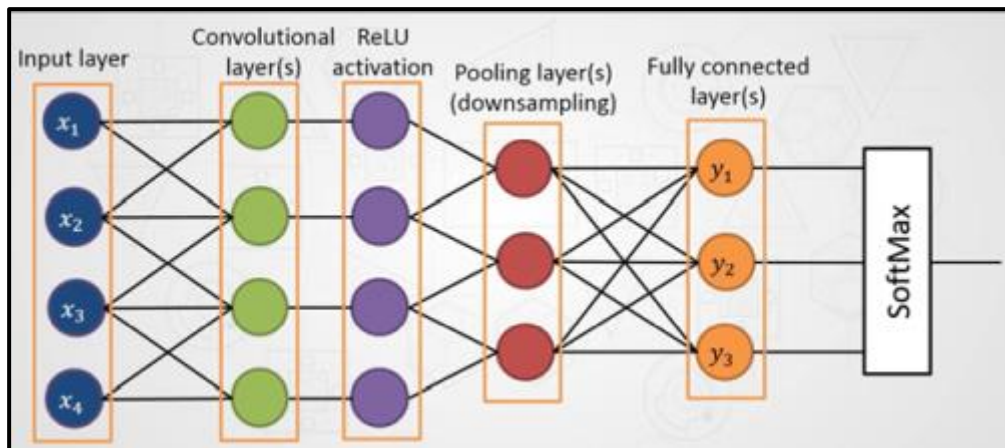 Input layer
Convolutional
layer(s)
ReLU
activation
Pooling layer(s)
(downsampling)
Fully connected
layer(s)
x₁
x₂
x₃
x₄
y₁
y₂
y₃
SoftMax